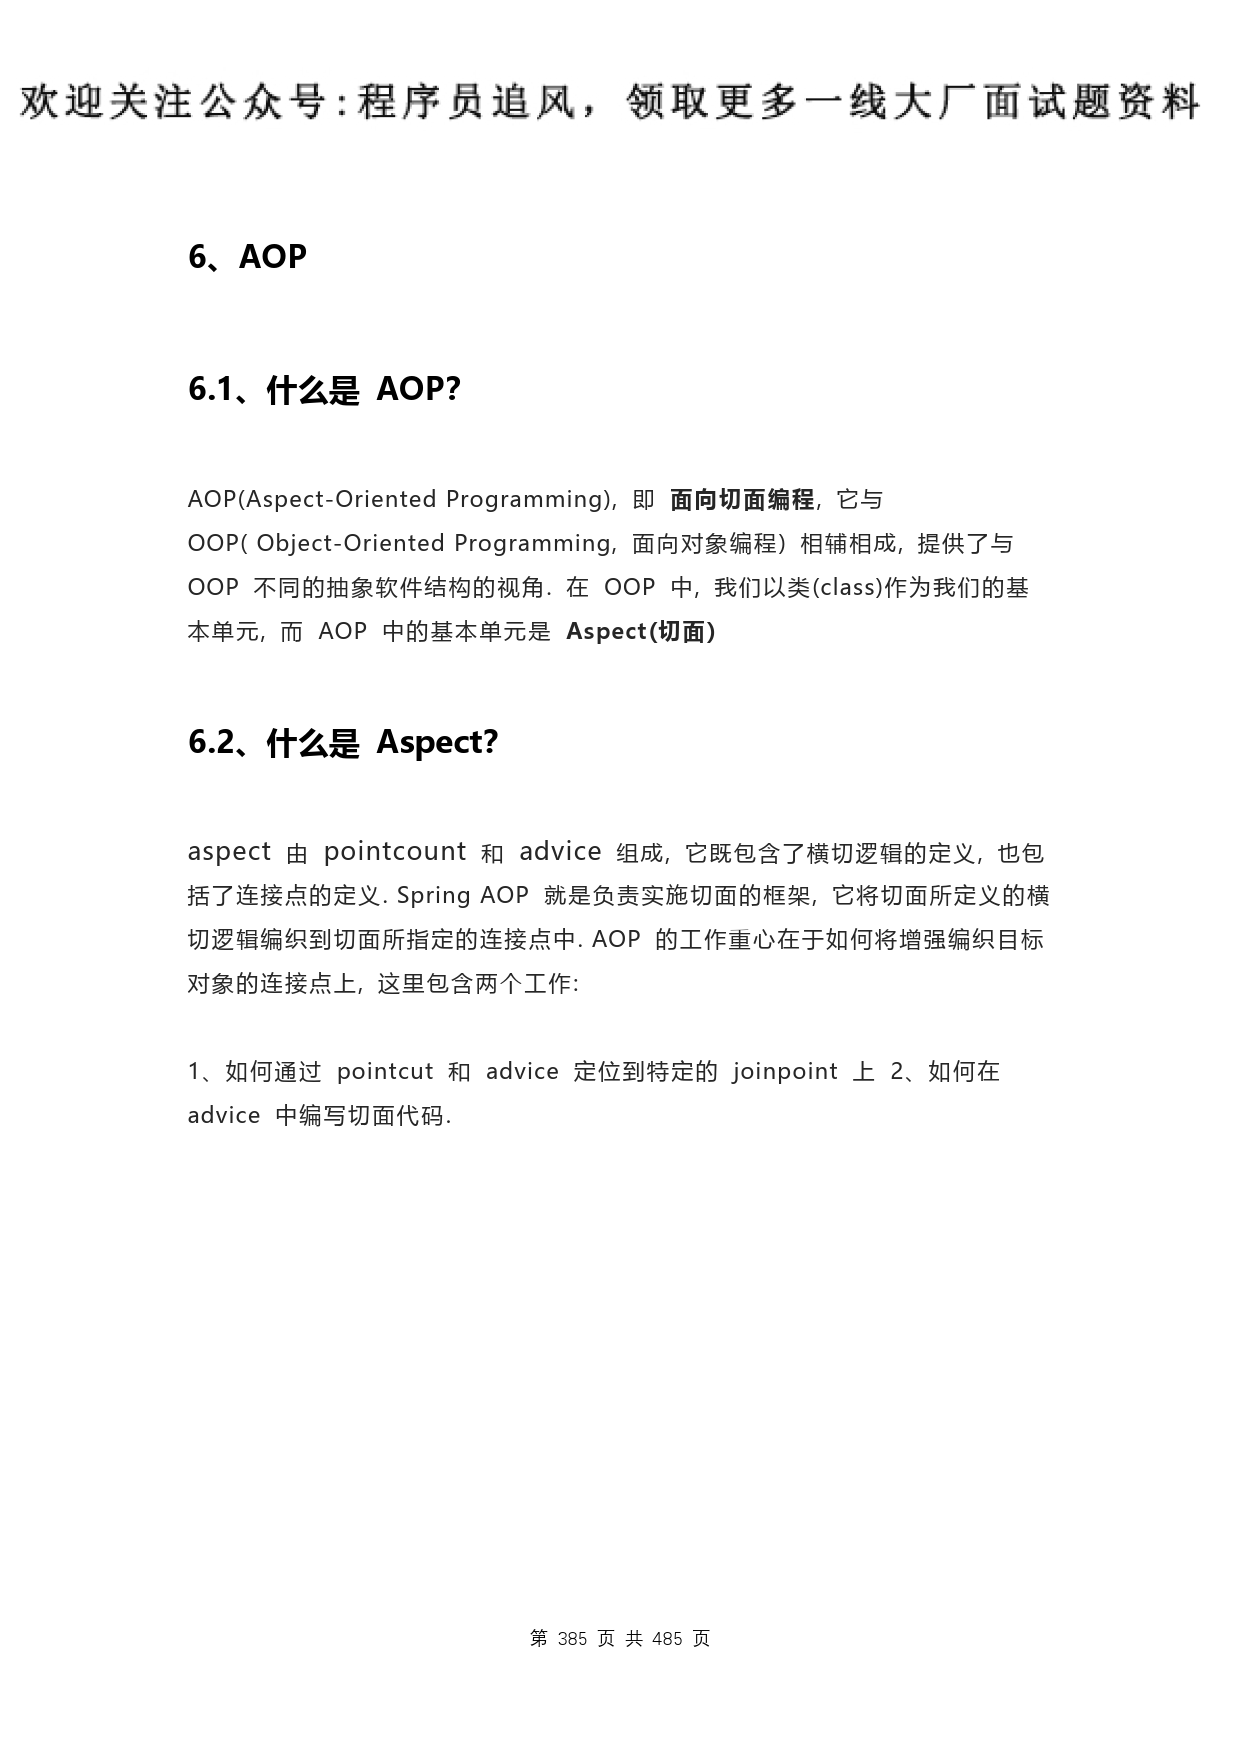 欢迎关注公众号:程序员追风，领取更多一线大厂面试题资料
6、AOP
6.1、什么是 AOP?
AOP(Aspect-Oriented Programming), 即 面向切面编程, 它与
OOP( Object-Oriented Programming, 面向对象编程) 相辅相成, 提供了与
OOP 不同的抽象软件结构的视角. 在 OOP 中, 我们以类(class)作为我们的基
本单元, 而 AOP 中的基本单元是 Aspect(切面)
6.2、什么是 Aspect?
aspect 由 pointcount 和 advice 组成, 它既包含了横切逻辑的定义, 也包
括了连接点的定义. Spring AOP 就是负责实施切面的框架, 它将切面所定义的横
切逻辑编织到切面所指定的连接点中. AOP 的工作重心在于如何将增强编织目标
对象的连接点上, 这里包含两个工作:
1、如何通过 pointcut 和 advice 定位到特定的 joinpoint 上 2、如何在
advice 中编写切面代码.
第 385 页 共 485 页